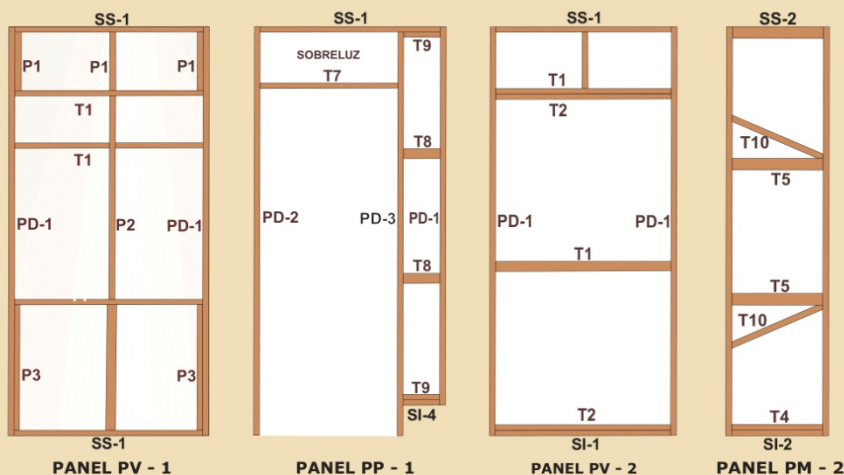 SS-1
P1 P1 P1
T1
T1
PD-1 P2 PD-1
P3 P3
SS-1
PANEL PV - 1
SS-1
T9
SOBRELUZ
T7
T8
PD-2 PD-3 PD-1
T8
T9
SI-4
PANEL PP - 1
SS-1
T1
T2
PD-1 PD-1
T1
T2
SI-1
PANEL PV - 2
SS-2
T10
T5
T5
T10
T4
SI-2
PANEL PM - 2